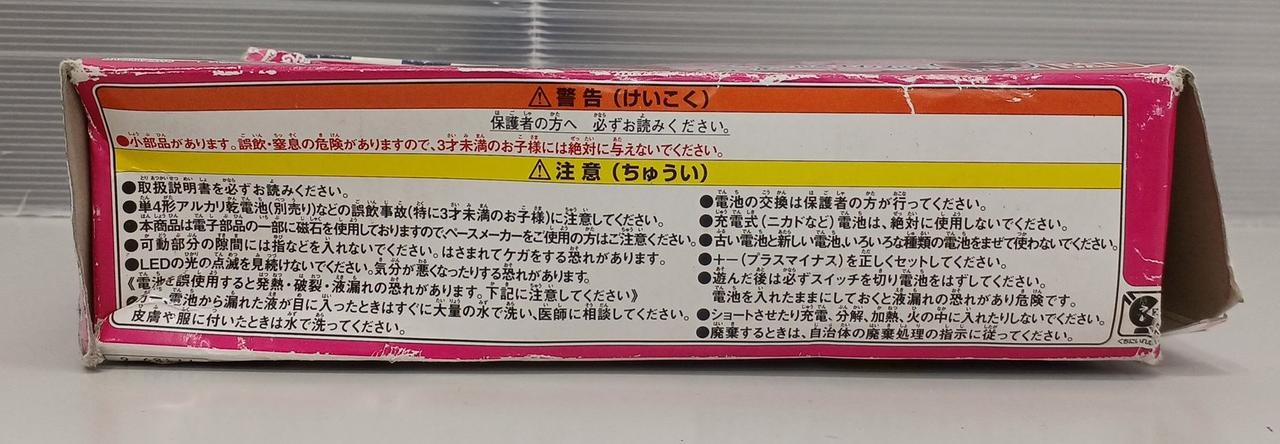 ⚠警告(けいこく)
保護者の方へ 必ずお読みください。
●小部品があります。誤飲・窒息の危険がありますので、3才未満のお子様には絶対に与えないでください。
⚠注意(ちゅうい)
●取扱説明書を必ずお読みください。
●単4形アルカリ乾電池(別売り)などの誤飲事故(特に3才未満のお子様)に注意してください。
●本商品は電子部品の一部に磁石を使用しておりますので、ペースメーカーをご使用の方はご注意ください。
●可動部分の隙間には指などを入れないでください。はさまれてケガをする恐れがあります。
●LEDの光の点滅を見続けないでください。気分が悪くなったりする恐れがあります。
《電池を誤使用すると発熱・破裂・液漏れの恐れがあります。下記に注意してください》
電池から漏れた液が目に入ったときはすぐに大量の水で洗い、医師に相談してください。
皮膚や服に付いたときは水で洗ってください。
●電池の交換は保護者の方が行ってください。
●充電式(ニカドなど)電池は、絶対に使用しないでください。
●古い電池と新しい電池、いろいろな種類の電池をまぜて使わないでください。
●+−(プラスマイナス)を正しくセットしてください。
●遊んだ後は必ずスイッチを切り電池をはずしてください。
電池を入れたままにしておくと液漏れの恐れがあり危険です。
●ショートさせたり充電、分解、加熱、火の中に入れたりしないでください。
●廃棄するときは、自治体の廃棄処理の指示に従ってください。